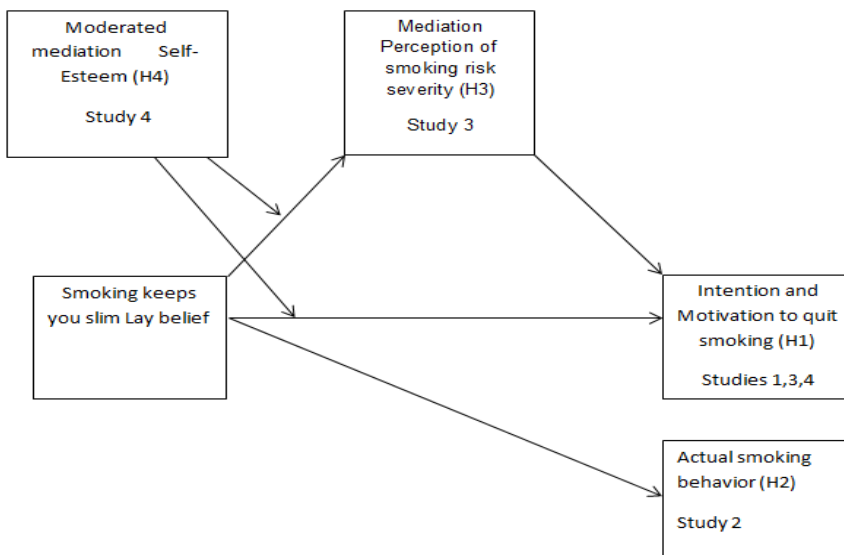 Moderated
mediation Self-
Esteem (H4)
Study 4
Mediation
Perception of
smoking risk
severity (H3)
Study 3
Smoking keeps
you slim Lay belief
Intention and
Motivation to quit
smoking (H1)
Studies 1,3,4
Actual smoking
behavior (H2)
Study 2